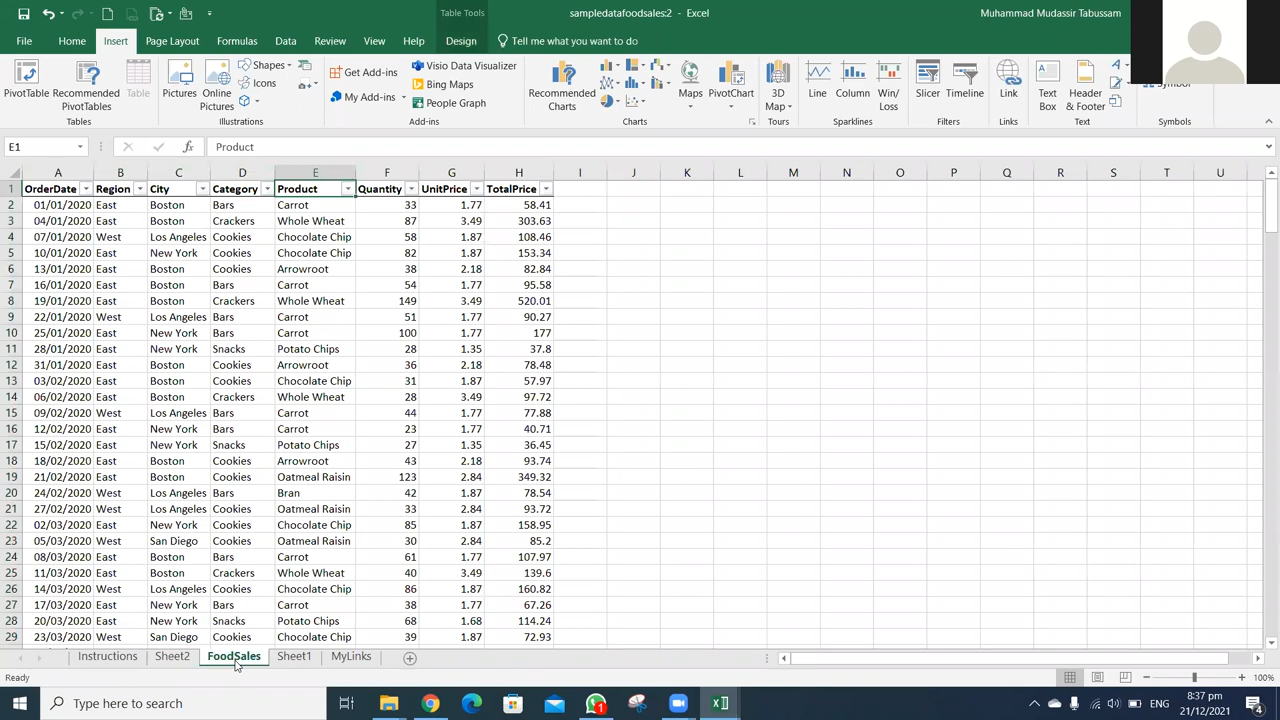 Table Tools
sampledatafoodsales:2 - Excel
Muhammad Mudassir Tabussam
File Home Insert Page Layout Formulas Data Review View Help Design Tell me what you want to do
PivotTable Recommended PivotTables Table Pictures Online Pictures Shapes Icons Get Add-ins My Add-ins Visio Data Visualizer Bing Maps People Graph Recommended Charts Maps PivotChart 3D Map Line Column Win/Loss Slicer Timeline Link Text Box Header & Footer Symbol
Tables Illustrations Add-ins Charts Tours Sparklines Filters Links Text Symbols
E1 fx Product
A B C D E F G H I J K L M N O P Q R S T U
1 OrderDate Region City Category Product Quantity UnitPrice TotalPrice
2 01/01/2020 East Boston Bars Carrot 33 1.77 58.41
3 04/01/2020 East Boston Crackers Whole Wheat 87 3.49 303.63
4 07/01/2020 West Los Angeles Cookies Chocolate Chip 58 1.87 108.46
5 10/01/2020 East New York Cookies Chocolate Chip 82 1.87 153.34
6 13/01/2020 East Boston Cookies Arrowroot 38 2.18 82.84
7 16/01/2020 East Boston Bars Carrot 54 1.77 95.58
8 19/01/2020 East Boston Crackers Whole Wheat 149 3.49 520.01
9 22/01/2020 West Los Angeles Bars Carrot 51 1.77 90.27
10 25/01/2020 East New York Bars Carrot 100 1.77 177
11 28/01/2020 East New York Snacks Potato Chips 28 1.35 37.8
12 31/01/2020 East Boston Cookies Arrowroot 36 2.18 78.48
13 03/02/2020 East Boston Cookies Chocolate Chip 31 1.87 57.97
14 06/02/2020 East Boston Crackers Whole Wheat 28 3.49 97.72
15 09/02/2020 West Los Angeles Bars Carrot 44 1.77 77.88
16 12/02/2020 East New York Bars Carrot 23 1.77 40.71
17 15/02/2020 East New York Snacks Potato Chips 27 1.35 36.45
18 18/02/2020 East Boston Cookies Arrowroot 43 2.18 93.74
19 21/02/2020 East Boston Cookies Oatmeal Raisin 123 2.84 349.32
20 24/02/2020 West Los Angeles Bars Bran 42 1.87 78.54
21 27/02/2020 West Los Angeles Cookies Oatmeal Raisin 33 2.84 93.72
22 02/03/2020 East New York Cookies Chocolate Chip 85 1.87 158.95
23 05/03/2020 West San Diego Cookies Oatmeal Raisin 30 2.84 85.2
24 08/03/2020 East Boston Bars Carrot 61 1.77 107.97
25 11/03/2020 East Boston Crackers Whole Wheat 40 3.49 139.6
26 14/03/2020 West Los Angeles Cookies Chocolate Chip 86 1.87 160.82
27 17/03/2020 East New York Bars Carrot 38 1.77 67.26
28 20/03/2020 East New York Snacks Potato Chips 68 1.68 114.24
29 23/03/2020 West San Diego Cookies Chocolate Chip 39 1.87 72.93
Instructions Sheet2 FoodSales Sheet1 MyLinks
Ready 100%
Type here to search 1 8:37 pm
21/12/2021 4